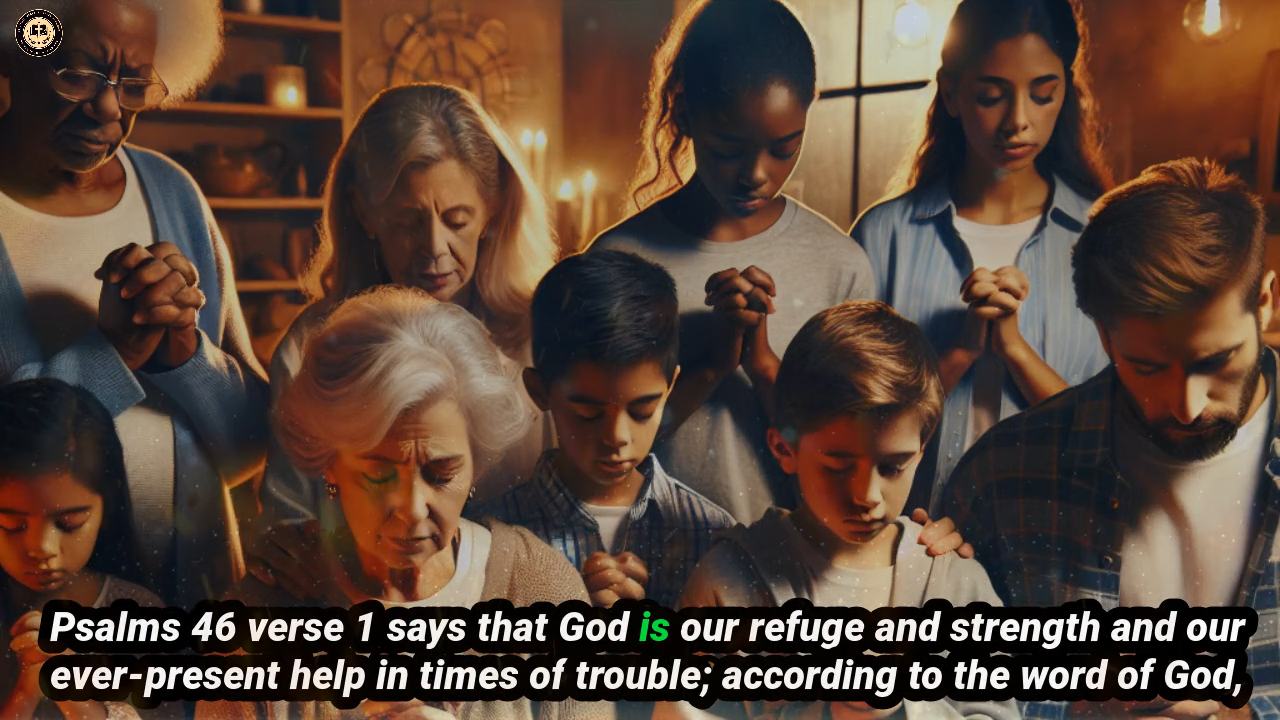 Psalms 46 verse 1 says that God is our refuge and strength and our
ever-present help in times of trouble; according to the word of God,